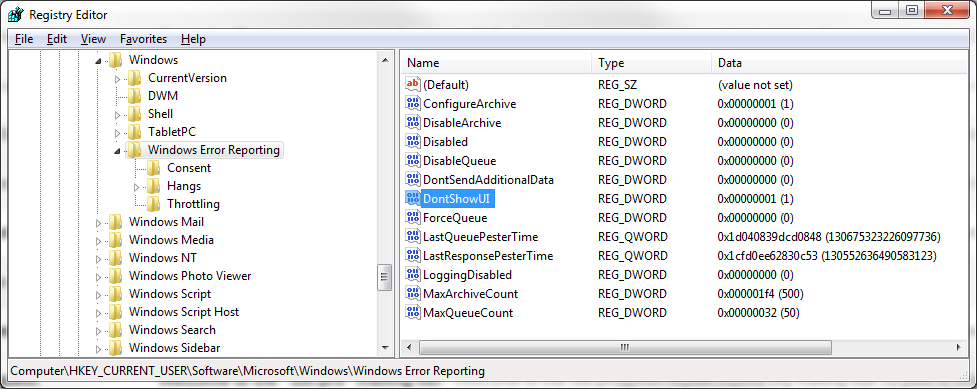 Registry Editor
File Edit View Favorites Help
Windows
CurrentVersion
DWM
Shell
TabletPC
Windows Error Reporting
Consent
Hangs
Throttling
Windows Mail
Windows Media
Windows NT
Windows Photo Viewer
Windows Script
Windows Script Host
Windows Search
Windows Sidebar
Name Type Data
(Default) REG_SZ (value not set)
ConfigureArchive REG_DWORD 0x00000001 (1)
DisableArchive REG_DWORD 0x00000000 (0)
Disabled REG_DWORD 0x00000000 (0)
DisableQueue REG_DWORD 0x00000000 (0)
DontSendAdditionalData REG_DWORD 0x00000000 (0)
DontShowUI REG_DWORD 0x00000001 (1)
ForceQueue REG_DWORD 0x00000000 (0)
LastQueuePesterTime REG_QWORD 0x1d040839dcd0848 (130675323226097736)
LastResponsePesterTime REG_QWORD 0x1cfd0ee62830c53 (130552636490583123)
LoggingDisabled REG_DWORD 0x00000000 (0)
MaxArchiveCount REG_DWORD 0x000001f4 (500)
MaxQueueCount REG_DWORD 0x00000032 (50)
Computer\HKEY_CURRENT_USER\Software\Microsoft\Windows\Windows Error Reporting